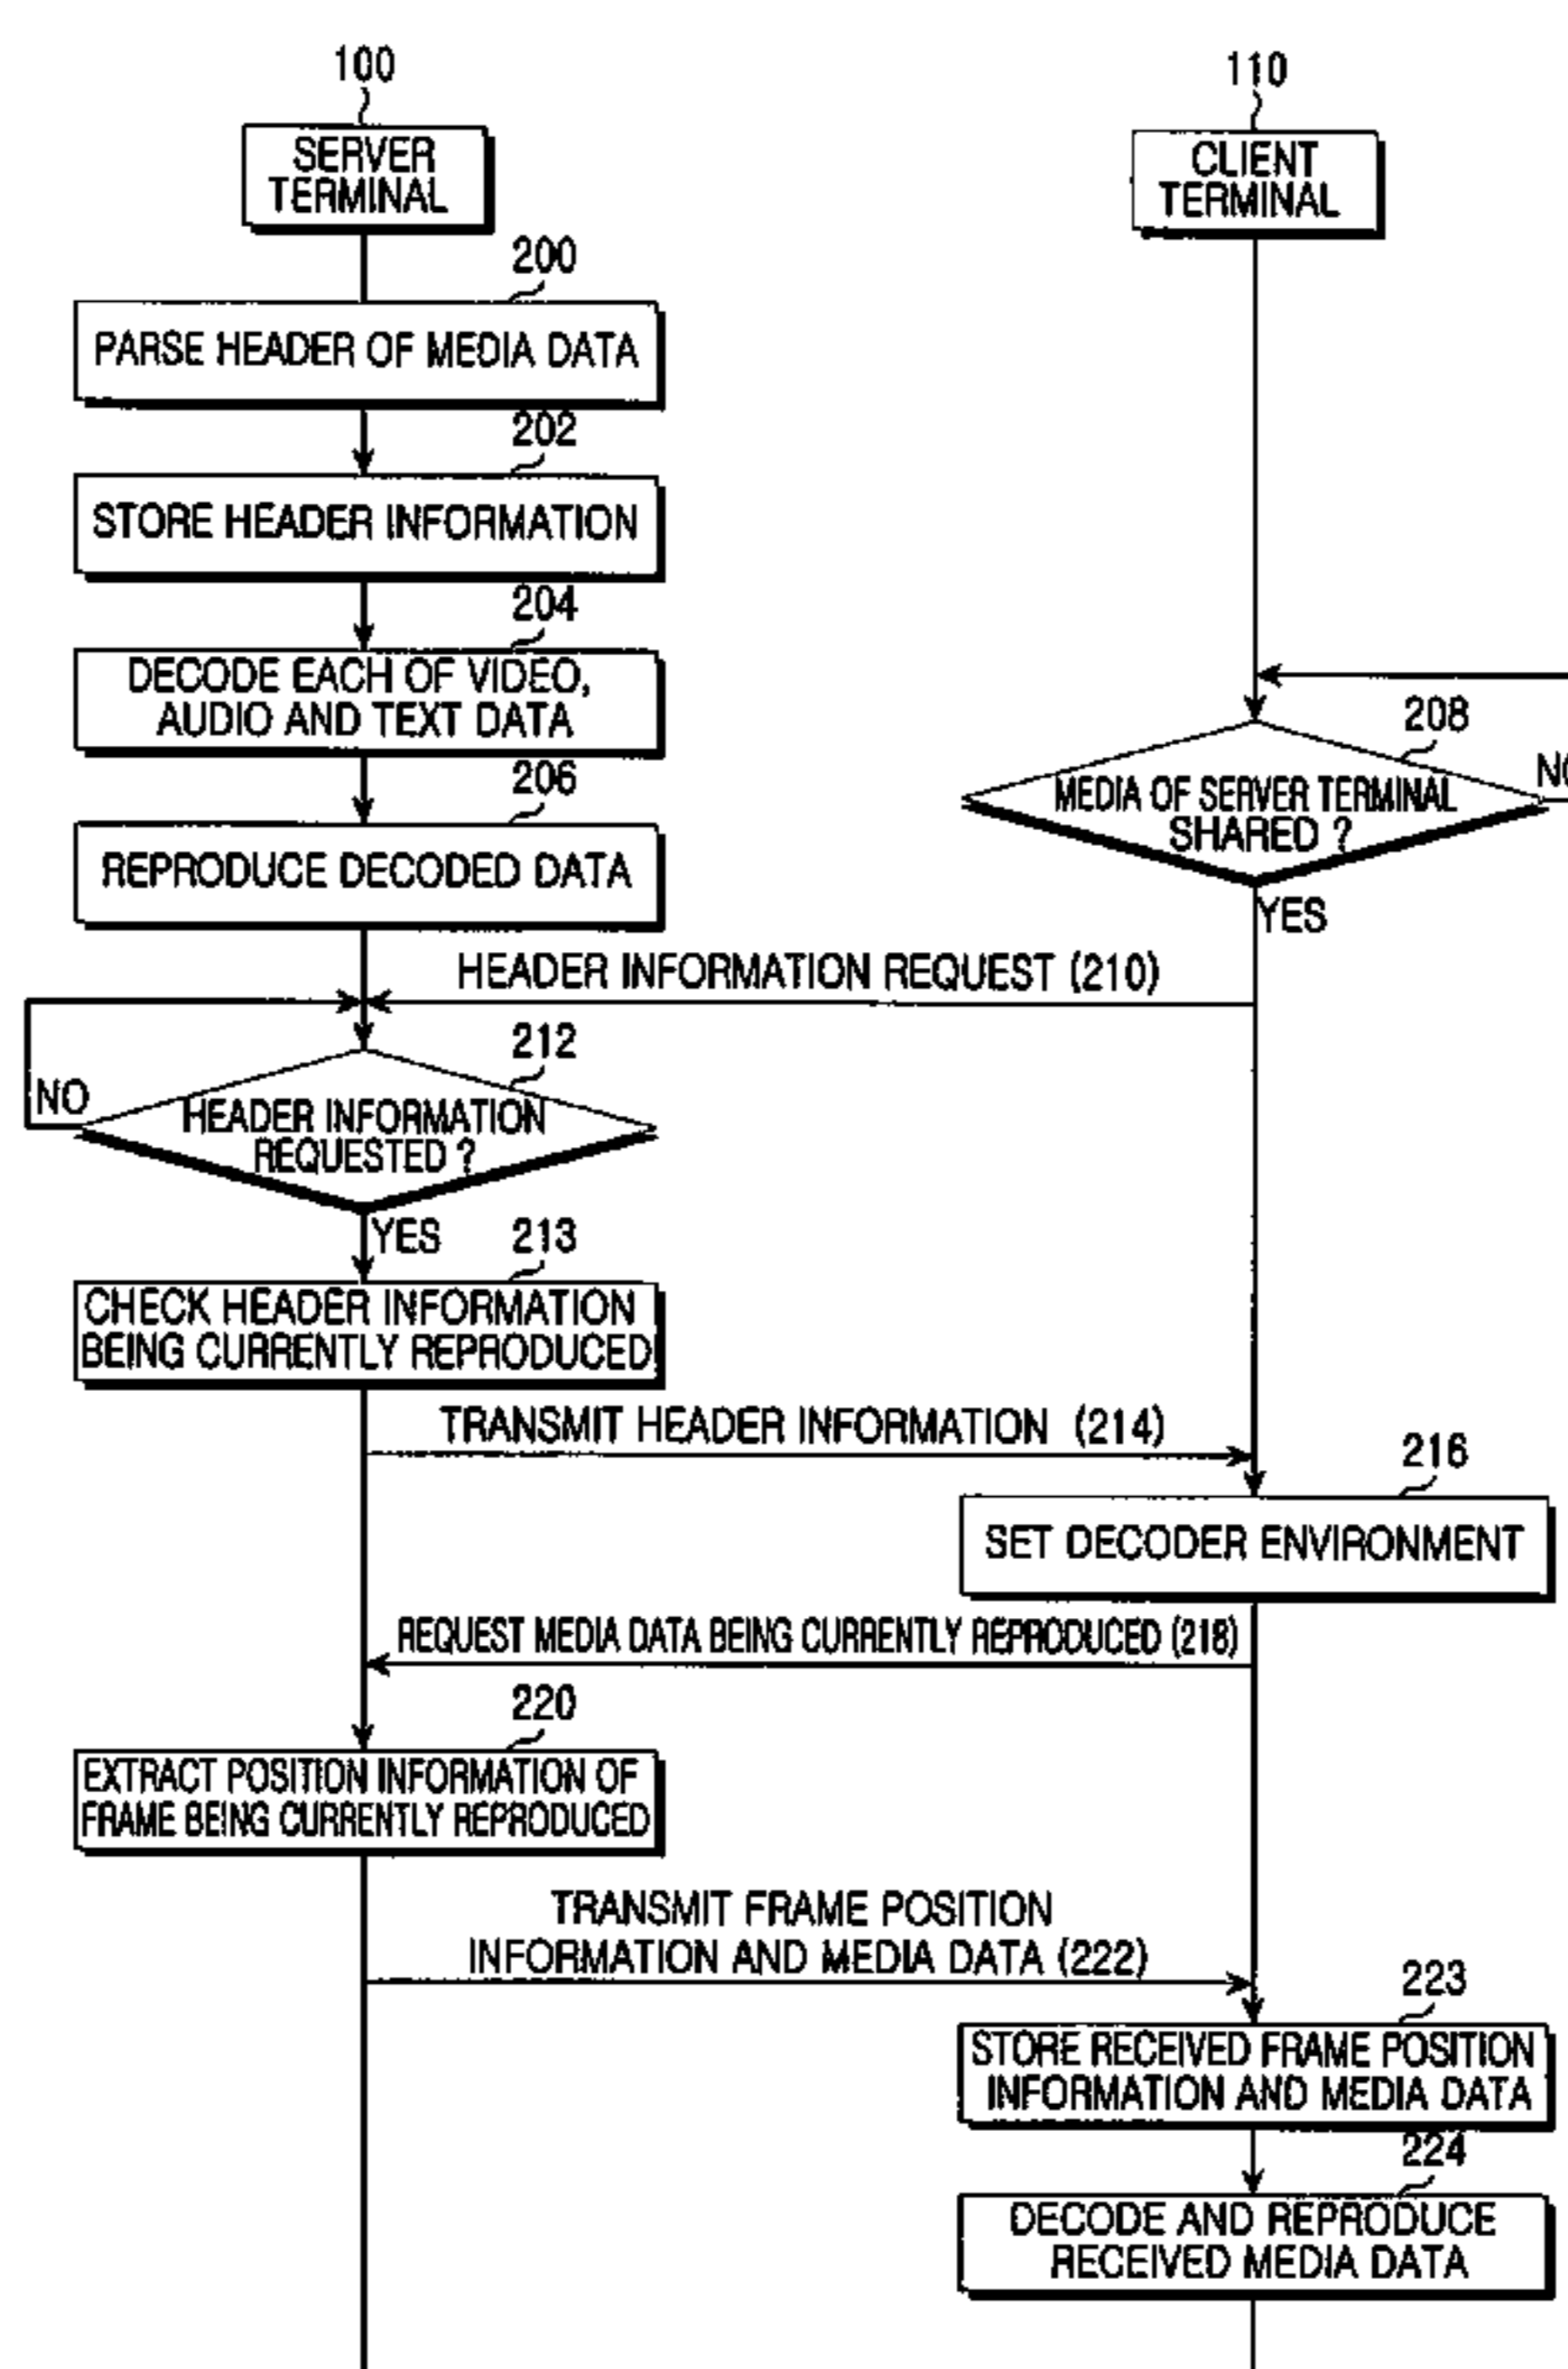 100
SERVER
TERMINAL
110
CLIENT
TERMINAL
200
PARSE HEADER OF MEDIA DATA
202
STORE HEADER INFORMATION
204
DECODE EACH OF VIDEO,
AUDIO AND TEXT DATA
206
REPRODUCE DECODED DATA
208
MEDIA OF SERVER TERMINAL
SHARED ?
YES
HEADER INFORMATION REQUEST (210)
212
NO
HEADER INFORMATION
REQUESTED ?
YES
213
CHECK HEADER INFORMATION
BEING CURRENTLY REPRODUCED
TRANSMIT HEADER INFORMATION (214)
216
SET DECODER ENVIRONMENT
REQUEST MEDIA DATA BEING CURRENTLY REPRODUCED (218)
220
EXTRACT POSITION INFORMATION OF
FRAME BEING CURRENTLY REPRODUCED
TRANSMIT FRAME POSITION
INFORMATION AND MEDIA DATA (222)
223
STORE RECEIVED FRAME POSITION
INFORMATION AND MEDIA DATA
224
DECODE AND REPRODUCE
RECEIVED MEDIA DATA